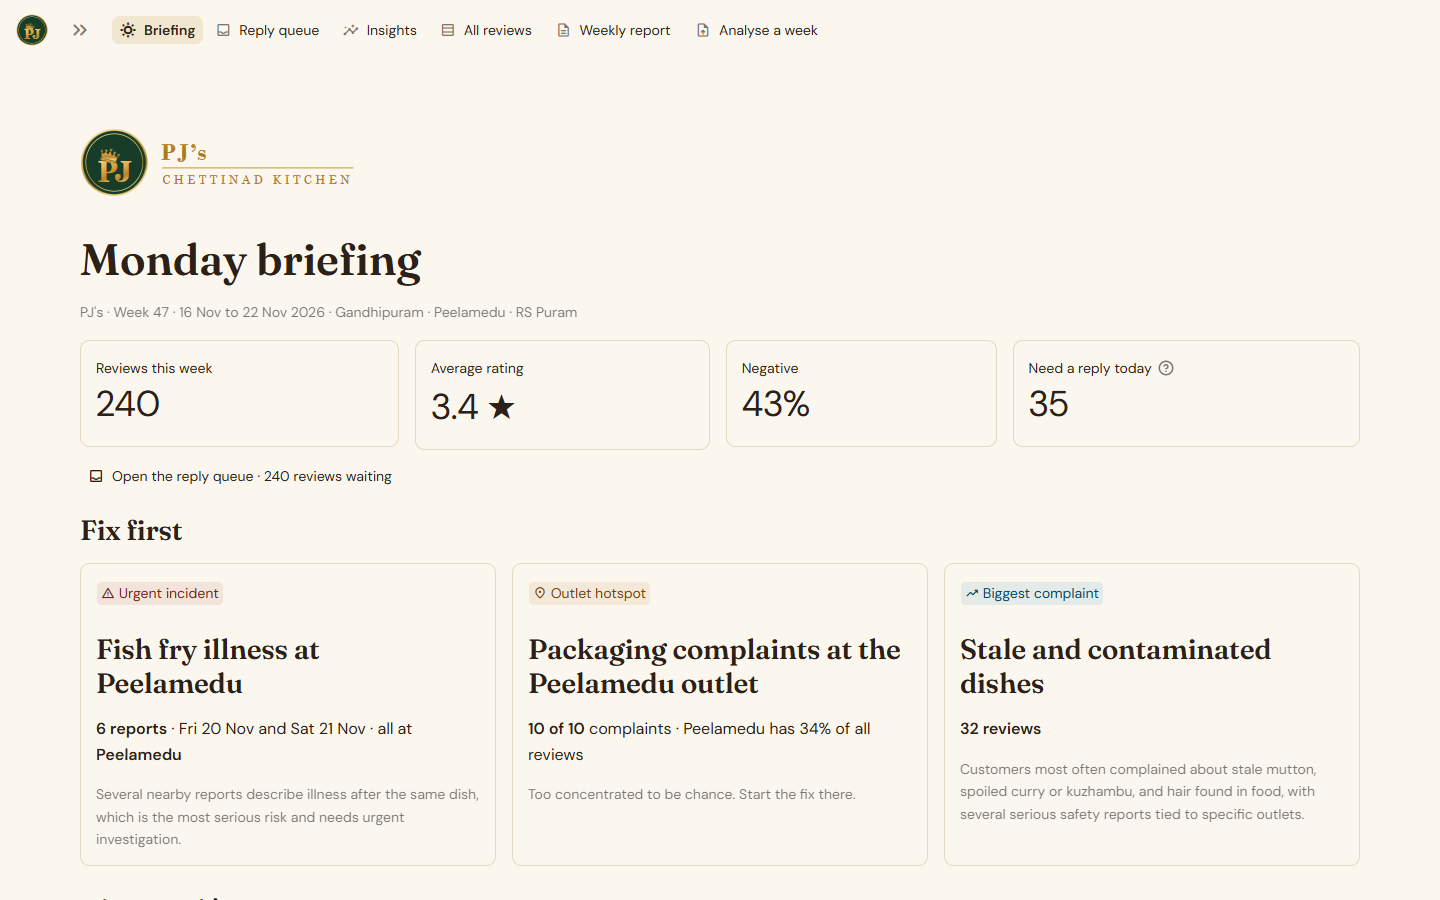 PJ
Briefing
Reply queue
Insights
All reviews
Weekly report
Analyse a week
PJ
PJ's
CHETTINAD KITCHEN
Monday briefing
PJ's · Week 47 · 16 Nov to 22 Nov 2026 · Gandhipuram · Peelamedu · RS Puram
Reviews this week
240
Average rating
3.4 ★
Negative
43%
Need a reply today
35
Open the reply queue · 240 reviews waiting
Fix first
Urgent incident
Fish fry illness at
Peelamedu
6 reports · Fri 20 Nov and Sat 21 Nov · all at
Peelamedu
Several nearby reports describe illness after the same dish,
which is the most serious risk and needs urgent
investigation.
Outlet hotspot
Packaging complaints at the
Peelamedu outlet
10 of 10 complaints · Peelamedu has 34% of all
reviews
Too concentrated to be chance. Start the fix there.
Biggest complaint
Stale and contaminated
dishes
32 reviews
Customers most often complained about stale mutton,
spoiled curry or kuzhambu, and hair found in food, with
several serious safety reports tied to specific outlets.